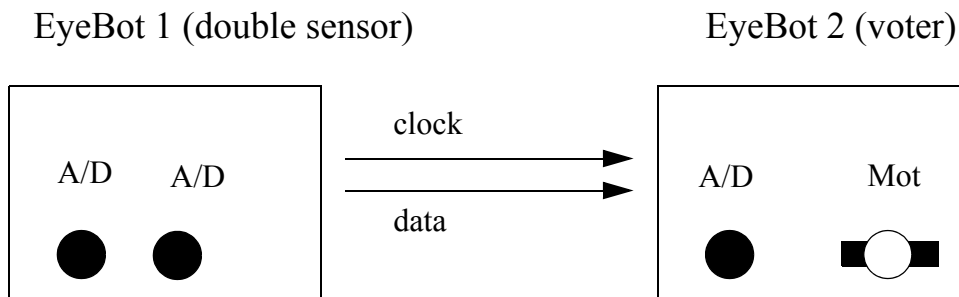 EyeBot 1 (double sensor)
EyeBot 2 (voter)
clock
A/D
A/D
data
A/D
Mot